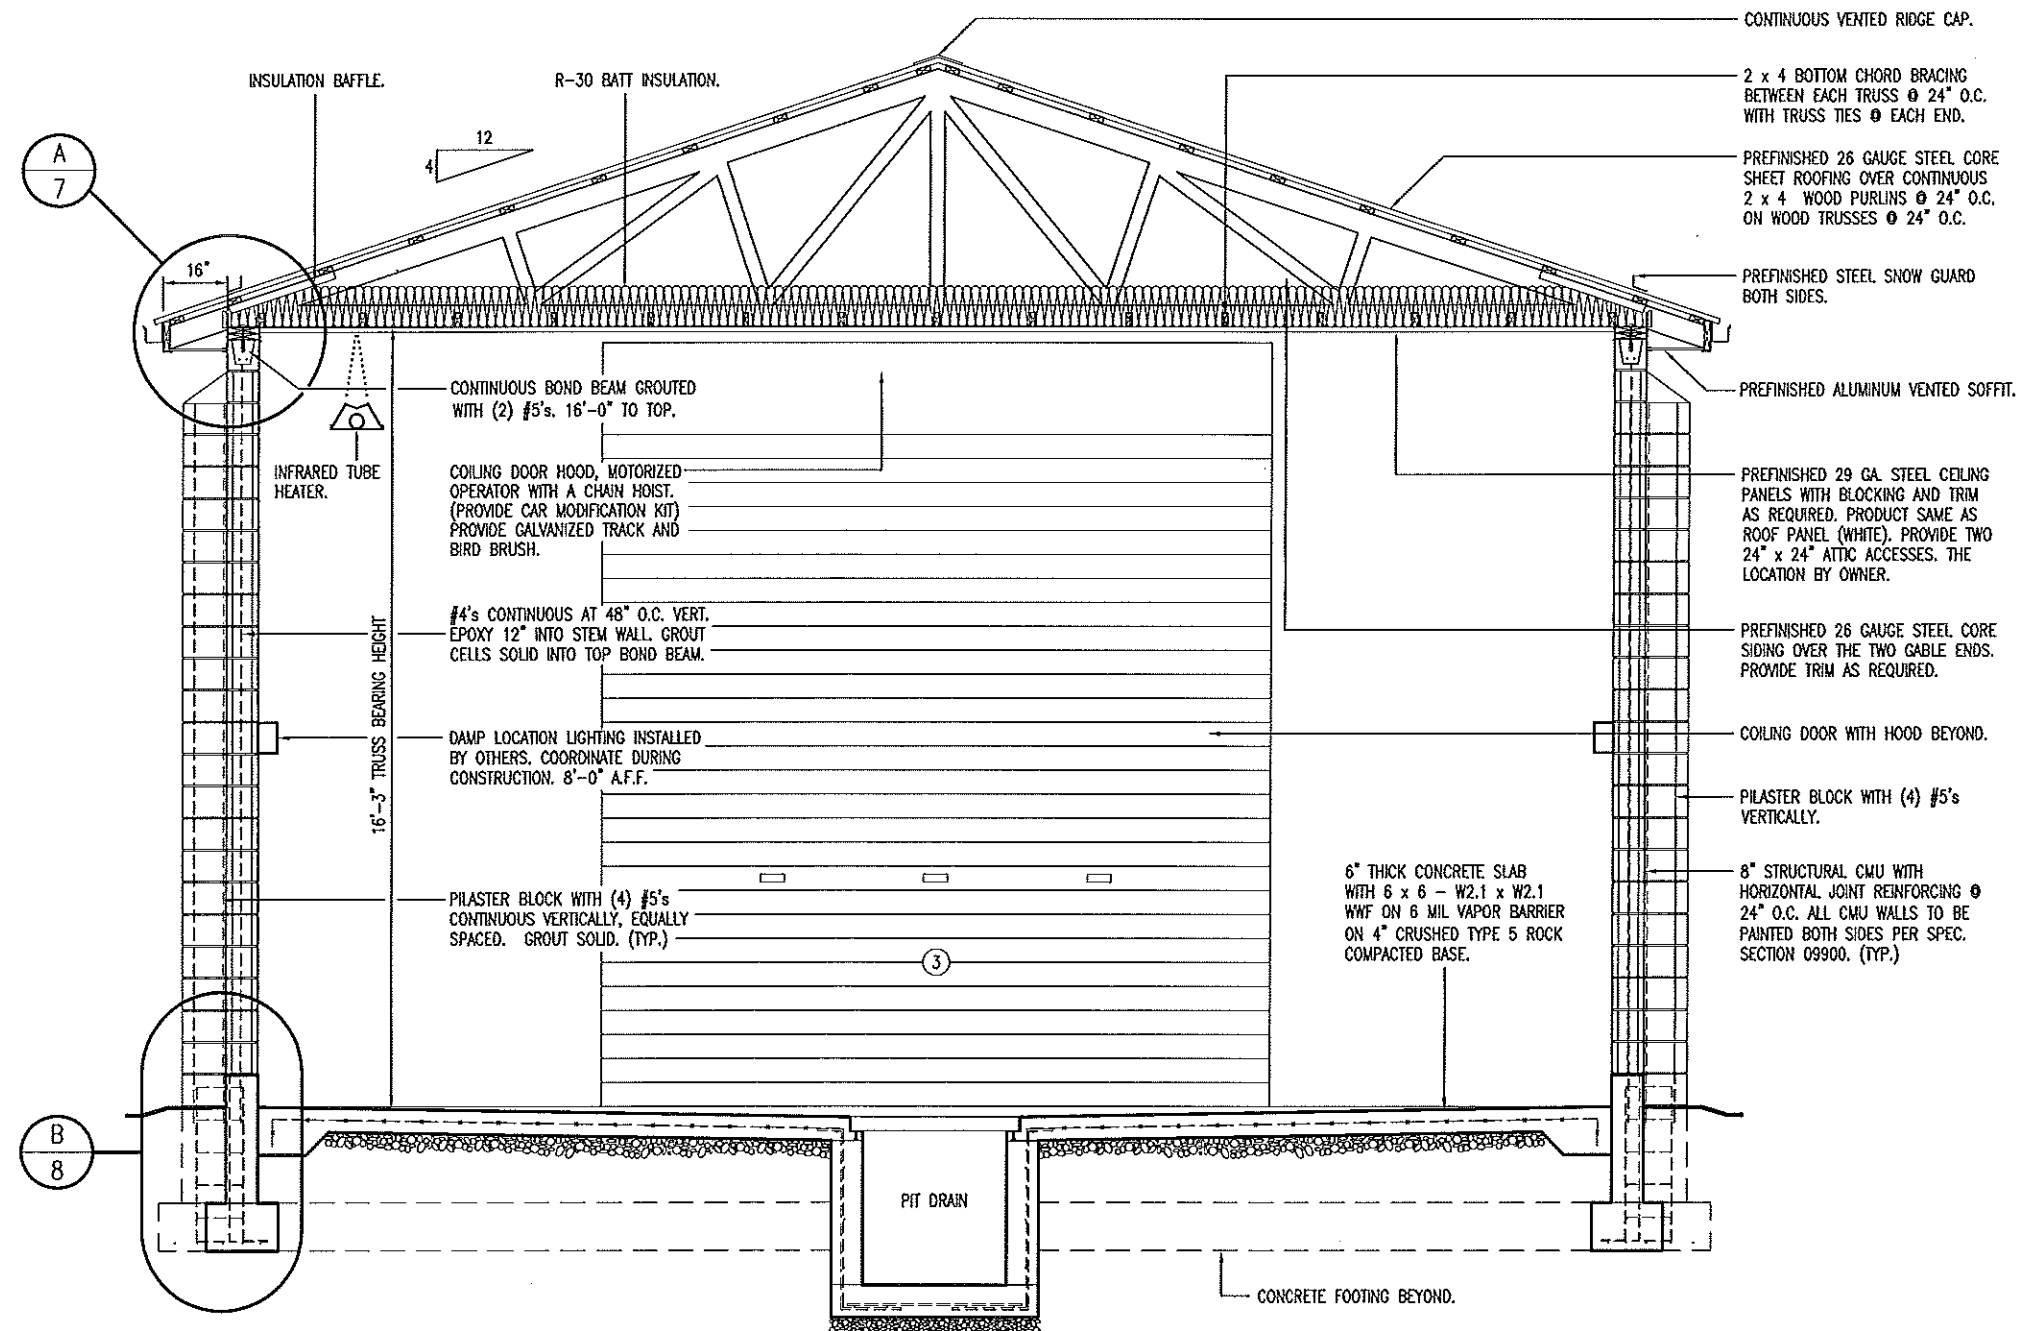 CONTINUOUS VENTED RIDGE CAP.
INSULATION BAFFLE.
R-30 BATT INSULATION.
2 x 4 BOTTOM CHORD BRACING
BETWEEN EACH TRUSS @ 24" O.C.
WITH TRUSS TIES @ EACH END.
12
4
A
7
PREFINISHED 26 GAUGE STEEL CORE
SHEET ROOFING OVER CONTINUOUS
2 x 4 WOOD PURLINS @ 24" O.C.
ON WOOD TRUSSES @ 24" O.C.
16"
PREFINISHED STEEL SNOW GUARD
BOTH SIDES.
CONTINUOUS BOND BEAM GROUTED
WITH (2) #5's. 16'-0" TO TOP.
PREFINISHED ALUMINUM VENTED SOFFIT.
INFRARED TUBE
HEATER.
COILING DOOR HOOD, MOTORIZED
OPERATOR WITH A CHAIN HOIST.
(PROVIDE CAR MODIFICATION KIT)
PROVIDE GALVANIZED TRACK AND
BIRD BRUSH.
PREFINISHED 29 GA. STEEL CEILING
PANELS WITH BLOCKING AND TRIM
AS REQUIRED. PRODUCT SAME AS
ROOF PANEL (WHITE). PROVIDE TWO
24" x 24" ATTIC ACCESSES. THE
LOCATION BY OWNER.
#4's CONTINUOUS AT 48" O.C. VERT.
EPOXY 12" INTO STEM WALL. GROUT
CELLS SOLID INTO TOP BOND BEAM.
PREFINISHED 26 GAUGE STEEL CORE
SIDING OVER THE TWO GABLE ENDS.
PROVIDE TRIM AS REQUIRED.
16'-3" TRUSS BEARING HEIGHT
DAMP LOCATION LIGHTING INSTALLED
BY OTHERS. COORDINATE DURING
CONSTRUCTION. 8'-0" A.F.F.
COILING DOOR WITH HOOD BEYOND.
PILASTER BLOCK WITH (4) #5's
VERTICALLY.
PILASTER BLOCK WITH (4) #5's
CONTINUOUS VERTICALLY, EQUALLY
SPACED. GROUT SOLID. (TYP.)
6" THICK CONCRETE SLAB
WITH 6 x 6 - W2.1 x W2.1
WWF ON 6 MIL VAPOR BARRIER
ON 4" CRUSHED TYPE 5 ROCK
COMPACTED BASE.
8" STRUCTURAL CMU WITH
HORIZONTAL JOINT REINFORCING @
24" O.C. ALL CMU WALLS TO BE
PAINTED BOTH SIDES PER SPEC.
SECTION 09900. (TYP.)
3
B
8
PIT DRAIN
CONCRETE FOOTING BEYOND.